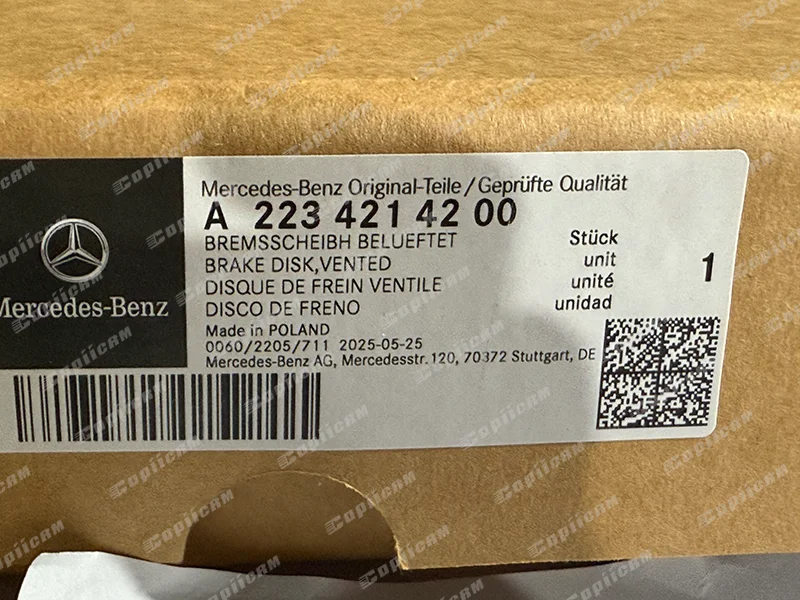 Mercedes-Benz Original-Teile/Geprüfte Qualität
A 223 421 42 00
BREMSSCHEIBH BELUEFTET
BRAKE DISK,VENTED
DISQUE DE FREIN VENTILE
DISCO DE FRENO
Stück
unit
unité
unidad
1
Made in POLAND
0060/2205/711 2025-05-25
Mercedes-Benz AG, Mercedesstr.120, 70372 Stuttgart, DE
Mercedes-Benz
CopiiCAM